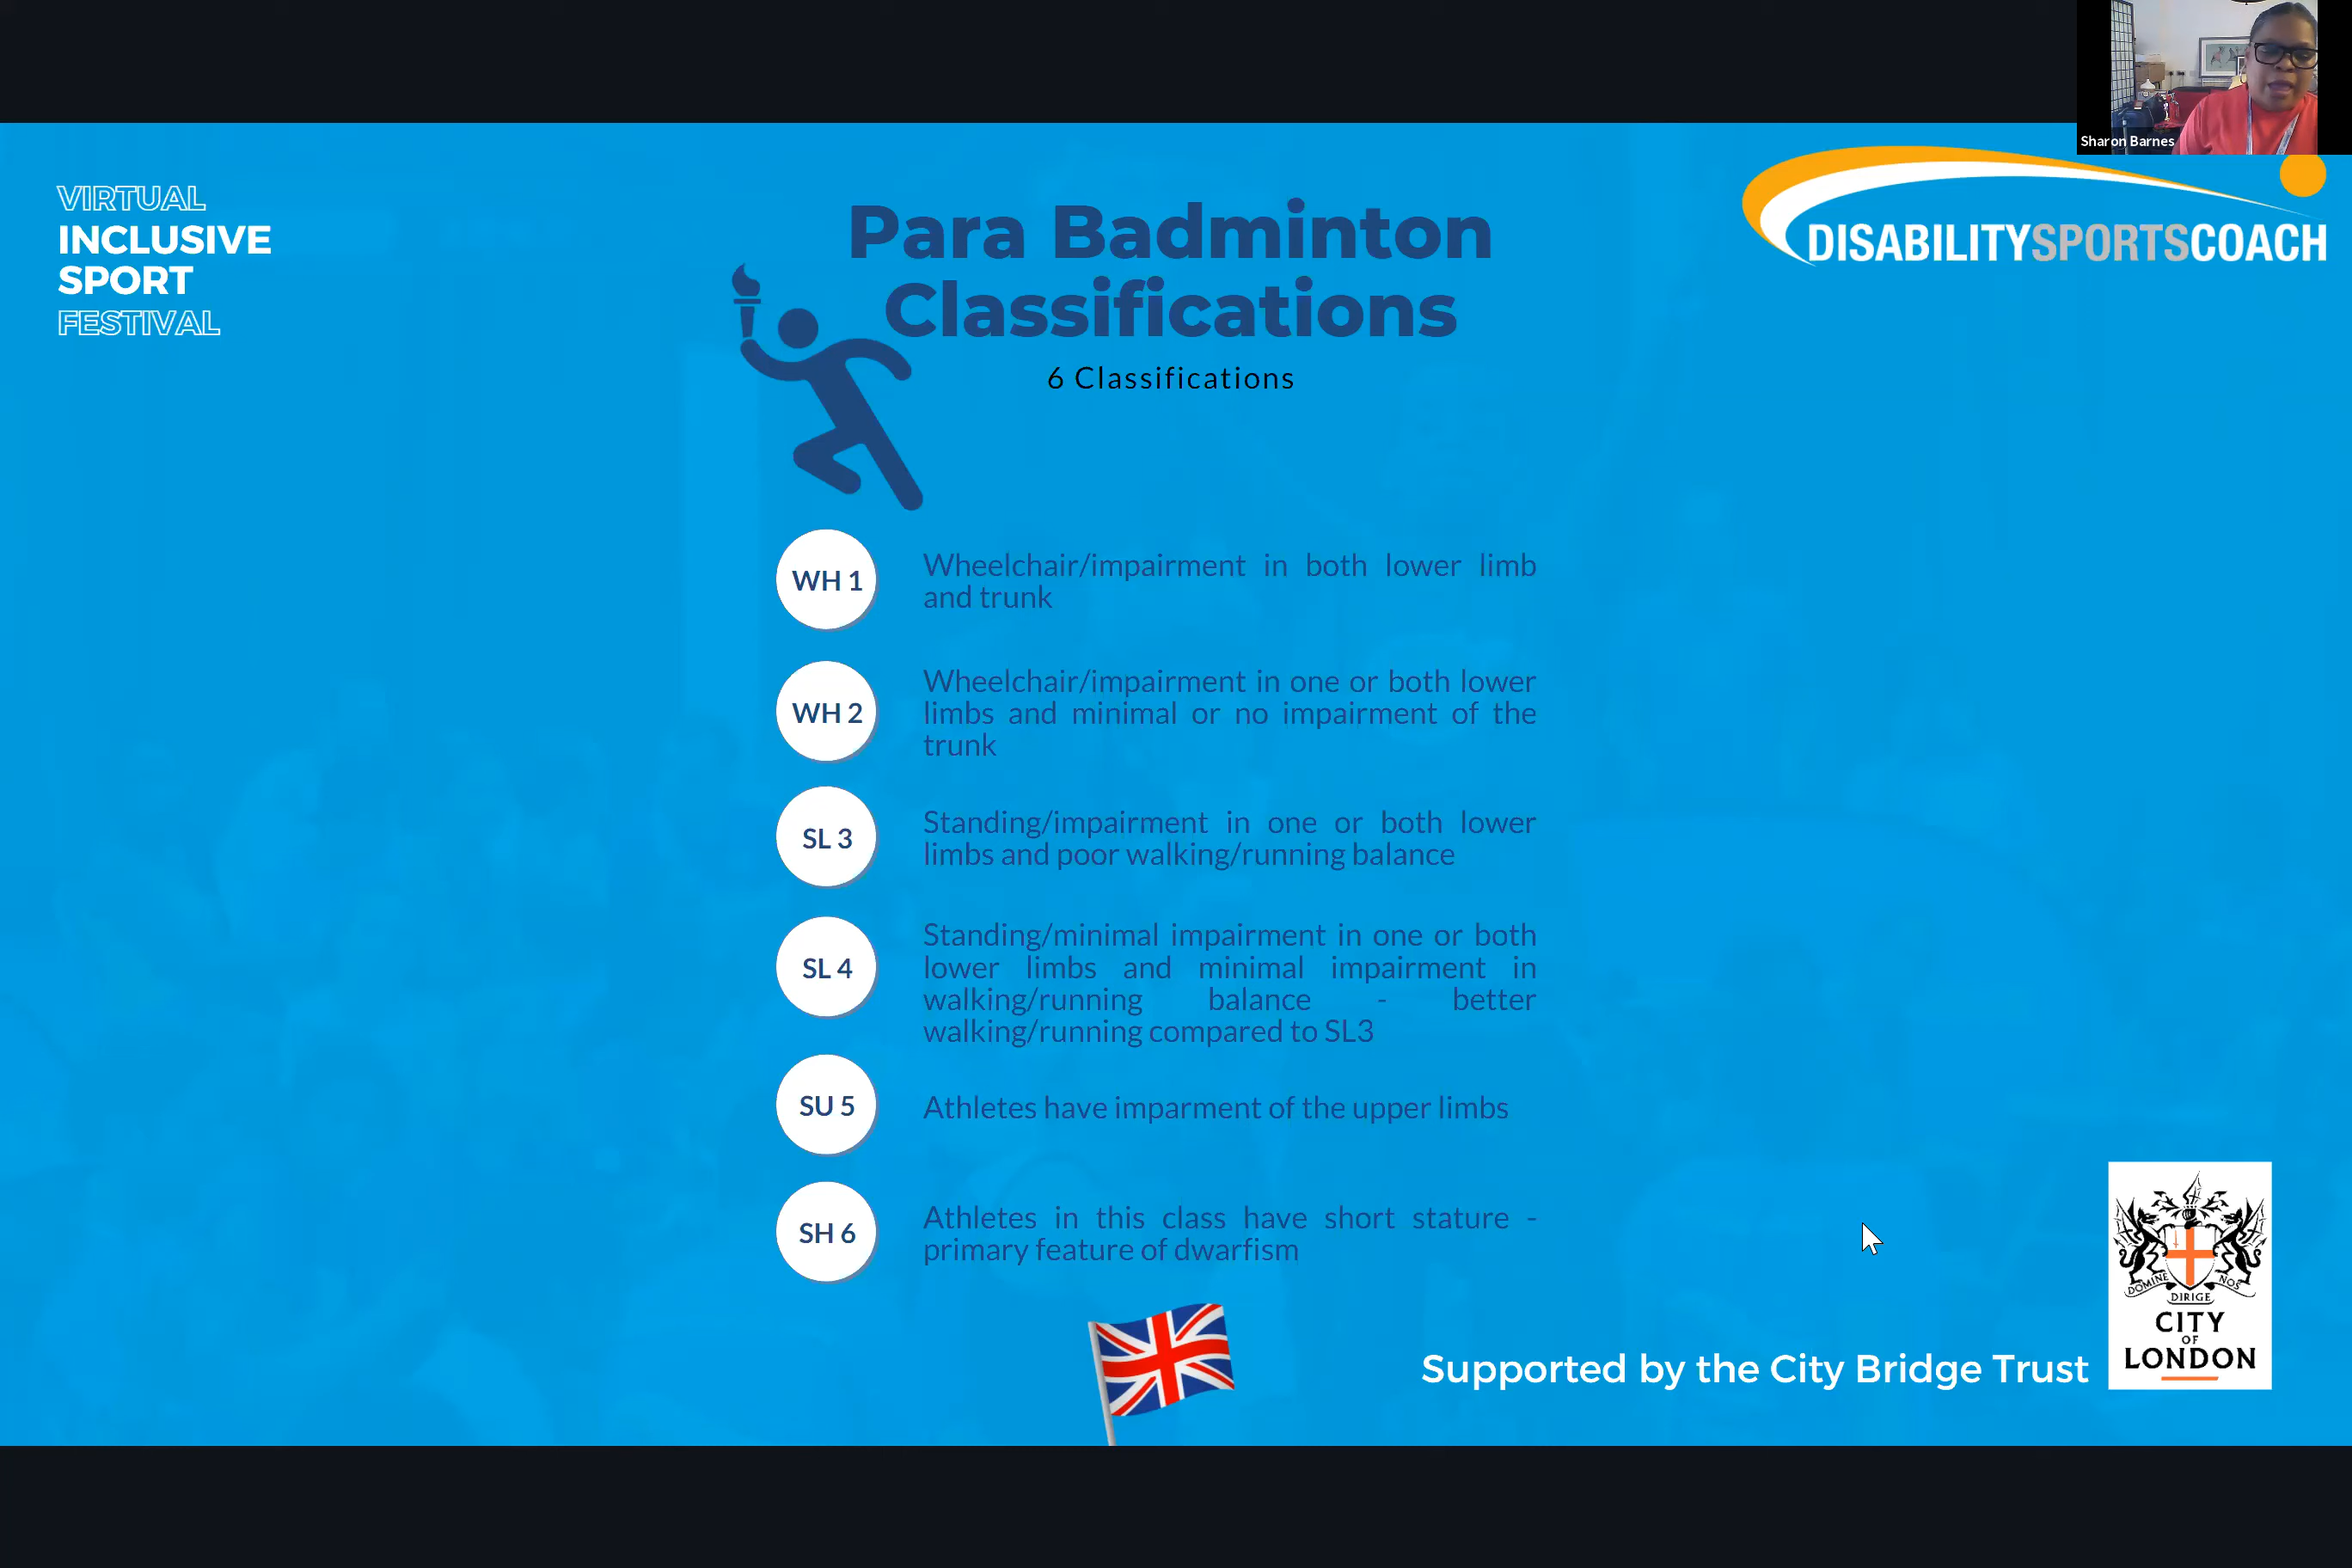 Sharon Barnes
VIRTUAL
INCLUSIVE
SPORT
FESTIVAL
DISABILITYSPORTSCOACH
Para Badminton
Classifications
6 Classifications
WH 1
Wheelchair/impairment in both lower limb
and trunk
WH 2
Wheelchair/impairment in one or both lower
limbs and minimal or no impairment of the
trunk
SL 3
Standing/impairment in one or both lower
limbs and poor walking/running balance
SL 4
Standing/minimal impairment in one or both
lower limbs and minimal impairment in
walking/running balance - better
walking/running compared to SL3
SU 5
Athletes have imparment of the upper limbs
SH 6
Athletes in this class have short stature -
primary feature of dwarfism
Supported by the City Bridge Trust
DOMINE DIRIGE NOS
CITY
OF
LONDON